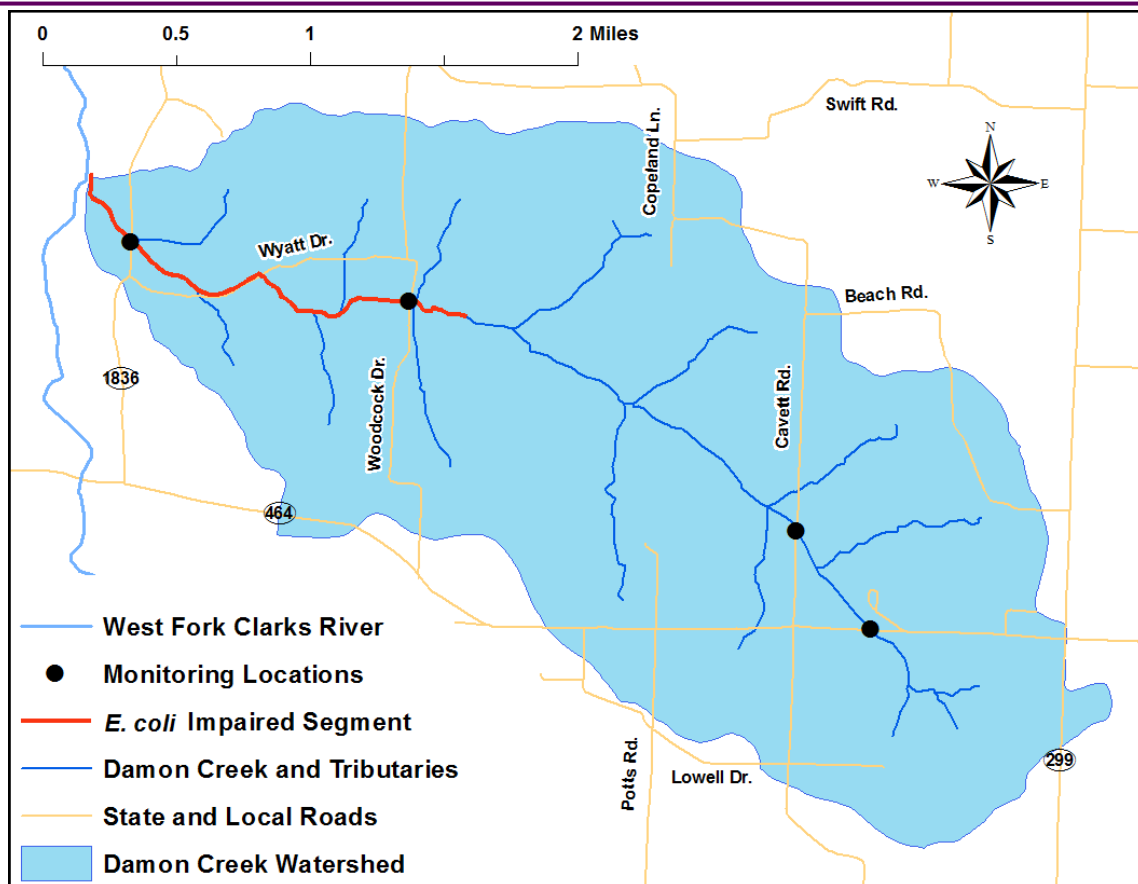 0 0.5 1 2 Miles
Swift Rd.
Copeland Ln.
N
W E
S
Wyatt Dr.
Beach Rd.
1836
Woodcock Dr.
Cavett Rd.
464
West Fork Clarks River
Monitoring Locations
E. coli Impaired Segment
Damon Creek and Tributaries
Potts Rd.
Lowell Dr.
299
State and Local Roads
Damon Creek Watershed